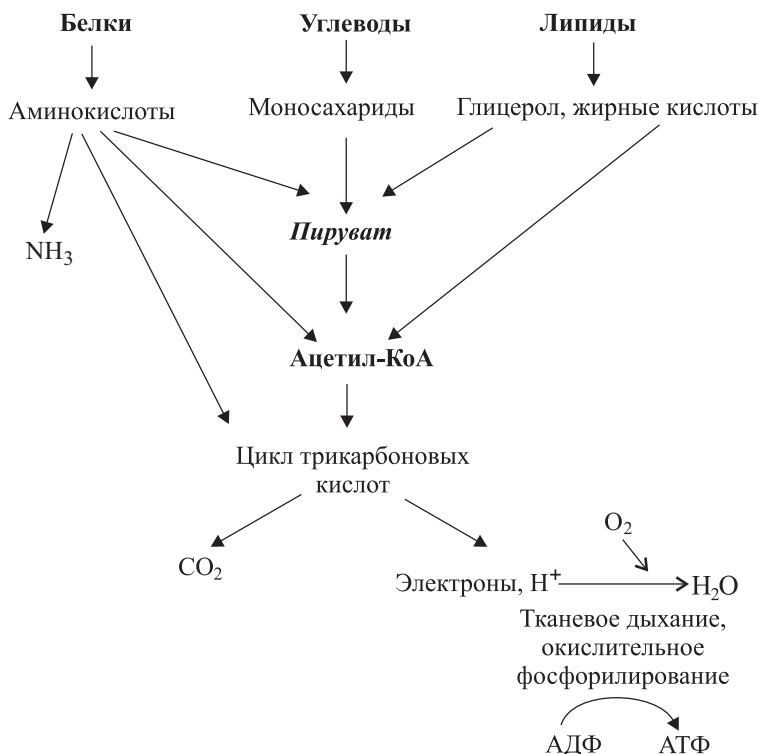 Белки
Углеводы
Липиды
Аминокислоты
Моносахариды
Глицерол, жирные кислоты
NH₃
Пируват
Ацетил-КоА
Цикл трикарбоновых
кислот
CO₂
O₂
Электроны, H⁺
H₂O
Тканевое дыхание,
окислительное
фосфорилирование
АДФ
АТФ